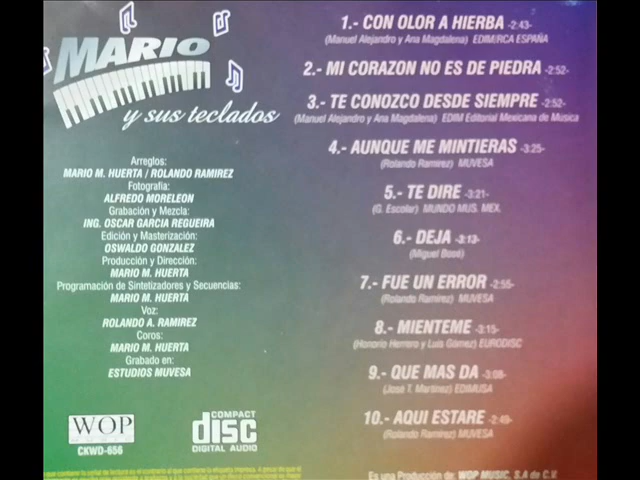 MARIO
y sus teclados
Arreglos:
MARIO M. HUERTA / ROLANDO RAMIREZ
Fotografía:
ALFREDO MORELEON
Grabación y Mezcla:
ING. OSCAR GARCIA REGUEIRA
Edición y Masterización:
OSWALDO GONZALEZ
Producción y Dirección:
MARIO M. HUERTA
Programación de Sintetizadores y Secuencias:
MARIO M. HUERTA
Voz:
ROLANDO A. RAMIREZ
Coros:
MARIO M. HUERTA
Grabado en:
ESTUDIOS MUVESA
WOP
CKWD-656
COMPACT
disc
DIGITAL AUDIO
1.- CON OLOR A HIERBA -2:43-
(Manuel Alejandro y Ana Magdalena) EDIM/RCA ESPAÑA
2.- MI CORAZON NO ES DE PIEDRA -2:52-
3.- TE CONOZCO DESDE SIEMPRE -2:52-
(Manuel Alejandro y Ana Magdalena) EDIM Editorial Mexicana de Musica
4.- AUNQUE ME MINTIERAS -3:25-
(Rolando Ramirez) MUVESA
5.- TE DIRE -3:21-
(G. Escolar) MUNDO MUS. MEX.
6.- DEJA -3:13-
(Miguel Bosé)
7.- FUE UN ERROR -2:55-
(Rolando Ramirez) MUVESA
8.- MIENTEME -3:15-
(Honorio Herrero y Luis Gómez) EURODISC
9.- QUE MAS DA -3:08-
(José T. Martinez) EDIMUSA
10.- AQUI ESTARE -2:49-
(Rolando Ramirez) MUVESA
Es una Producción de: WOP MUSIC, S.A de C.V.